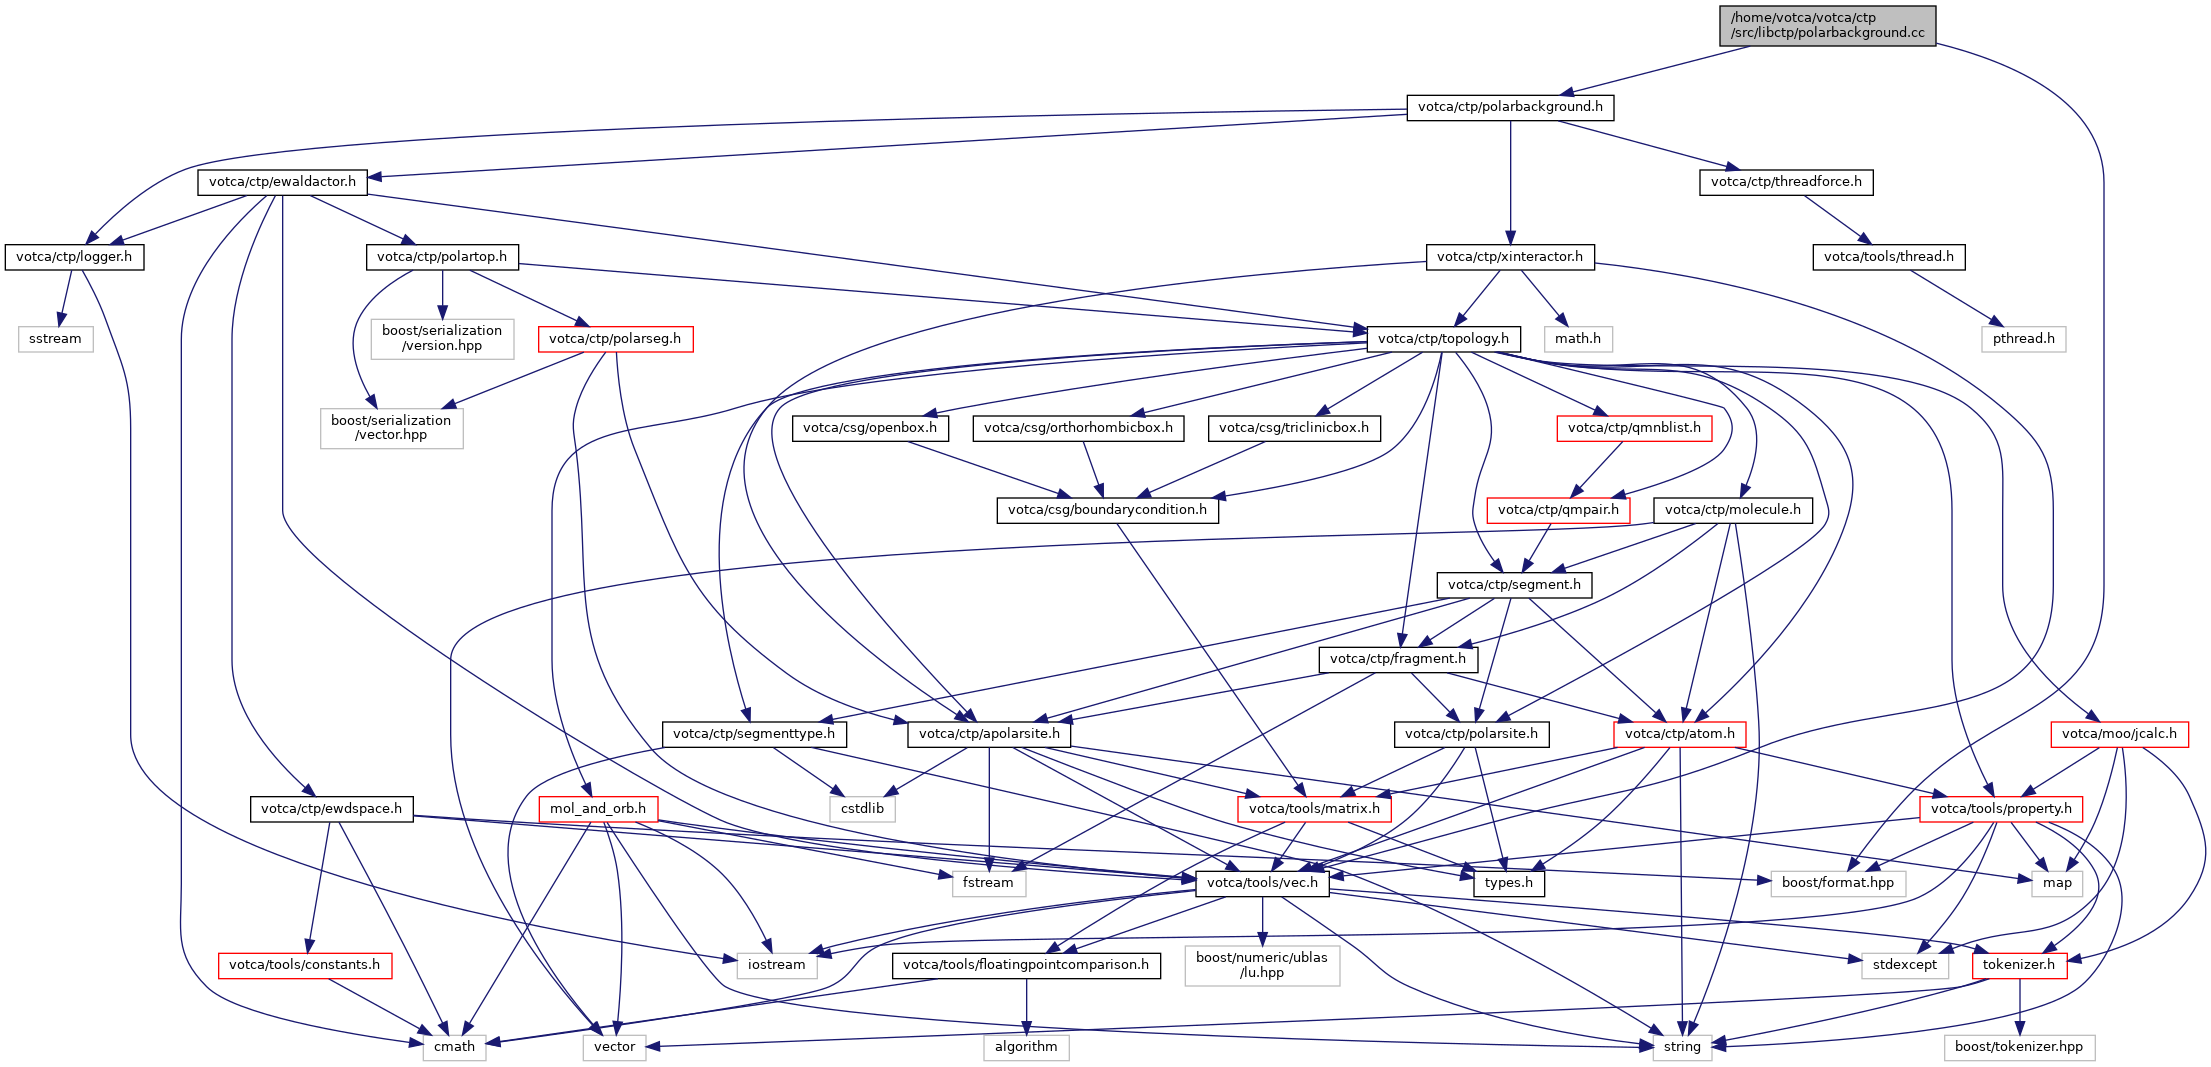 /home/votca/votca/ctp
/src/libctp/polarbackground.cc
votca/ctp/polarbackground.h
votca/ctp/ewaldactor.h
votca/ctp/threadforce.h
votca/ctp/logger.h
votca/ctp/polartop.h
votca/ctp/xinteractor.h
votca/tools/thread.h
sstream
boost/serialization
/version.hpp
votca/ctp/polarseg.h
votca/ctp/topology.h
math.h
pthread.h
boost/serialization
/vector.hpp
votca/csg/openbox.h
votca/csg/orthorhombicbox.h
votca/csg/triclinicbox.h
votca/ctp/qmnblist.h
votca/csg/boundarycondition.h
votca/ctp/qmpair.h
votca/ctp/molecule.h
votca/ctp/segment.h
votca/ctp/fragment.h
votca/ctp/segmenttype.h
votca/ctp/apolarsite.h
votca/ctp/polarsite.h
votca/ctp/atom.h
votca/moo/jcalc.h
votca/ctp/ewdspace.h
mol_and_orb.h
cstdlib
votca/tools/matrix.h
votca/tools/property.h
fstream
votca/tools/vec.h
types.h
boost/format.hpp
map
votca/tools/constants.h
iostream
votca/tools/floatingpointcomparison.h
boost/numeric/ublas
/lu.hpp
stdexcept
tokenizer.h
cmath
vector
algorithm
string
boost/tokenizer.hpp